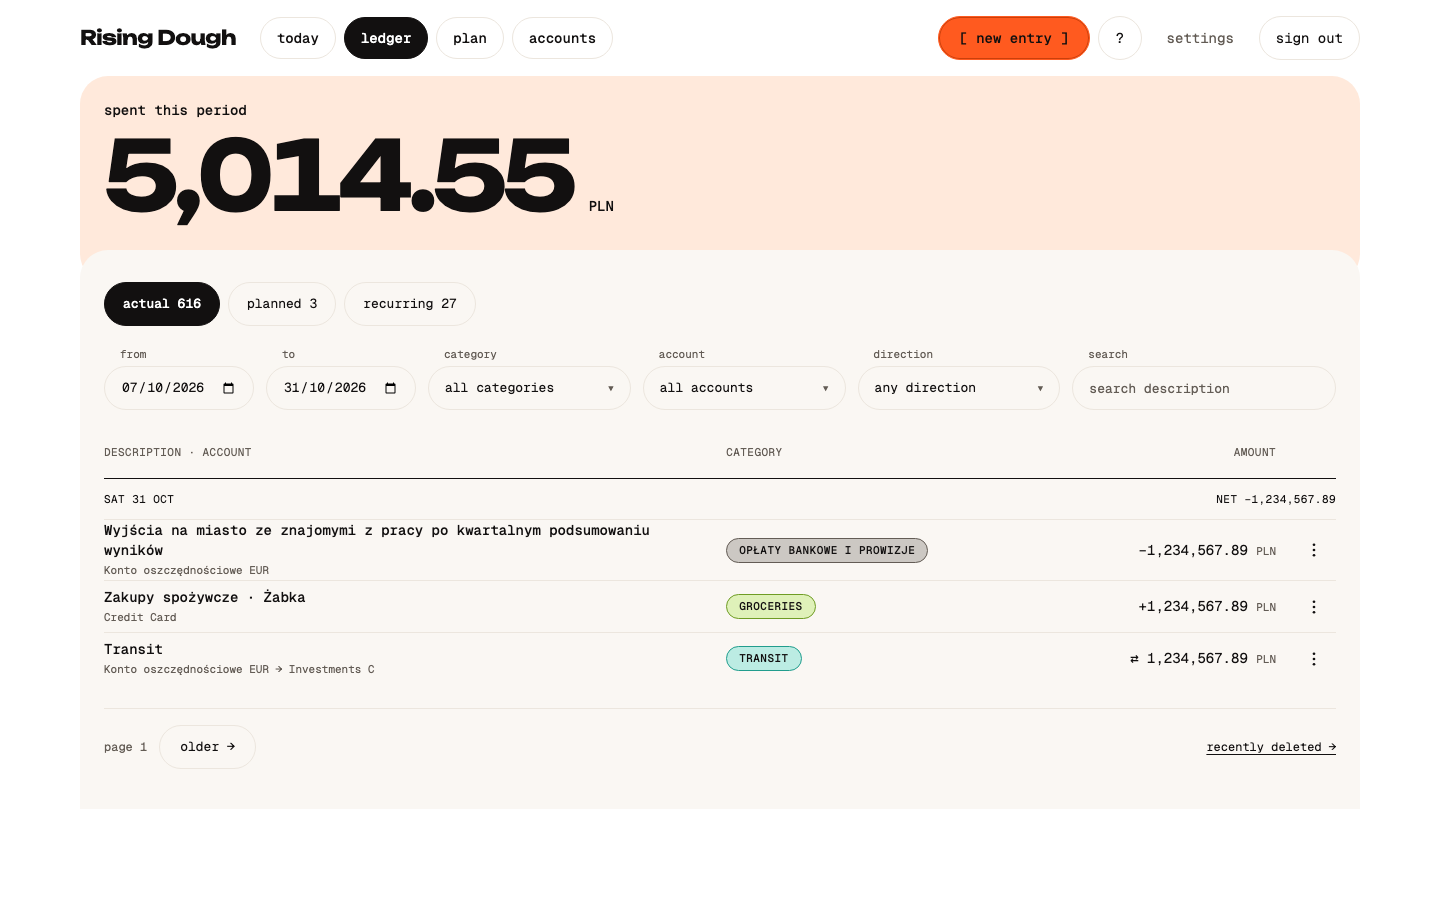 Rising Dough
today
ledger
plan
accounts
[ new entry ]
?
settings
sign out
spent this period
5,014.55 PLN
actual 616
planned 3
recurring 27
from
to
category
account
direction
search
07/10/2026
31/10/2026
all categories
all accounts
any direction
search description
DESCRIPTION · ACCOUNT
CATEGORY
AMOUNT
SAT 31 OCT
NET −1,234,567.89
Wyjścia na miasto ze znajomymi z pracy po kwartalnym podsumowaniu
wyników
Konto oszczędnościowe EUR
OPŁATY BANKOWE I PROWIZJE
−1,234,567.89 PLN
Zakupy spożywcze · Żabka
Credit Card
GROCERIES
+1,234,567.89 PLN
Transit
Konto oszczędnościowe EUR → Investments C
TRANSIT
⇄ 1,234,567.89 PLN
page 1
older →
recently deleted →